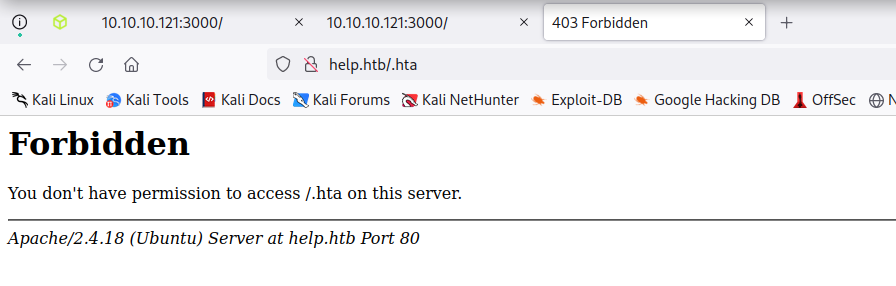 10.10.10.121:3000/
10.10.10.121:3000/
403 Forbidden
help.htb/.hta
Kali Linux
Kali Tools
Kali Docs
Kali Forums
Kali NetHunter
Exploit-DB
Google Hacking DB
OffSec
N
Forbidden
You don't have permission to access /.hta on this server.
Apache/2.4.18 (Ubuntu) Server at help.htb Port 80